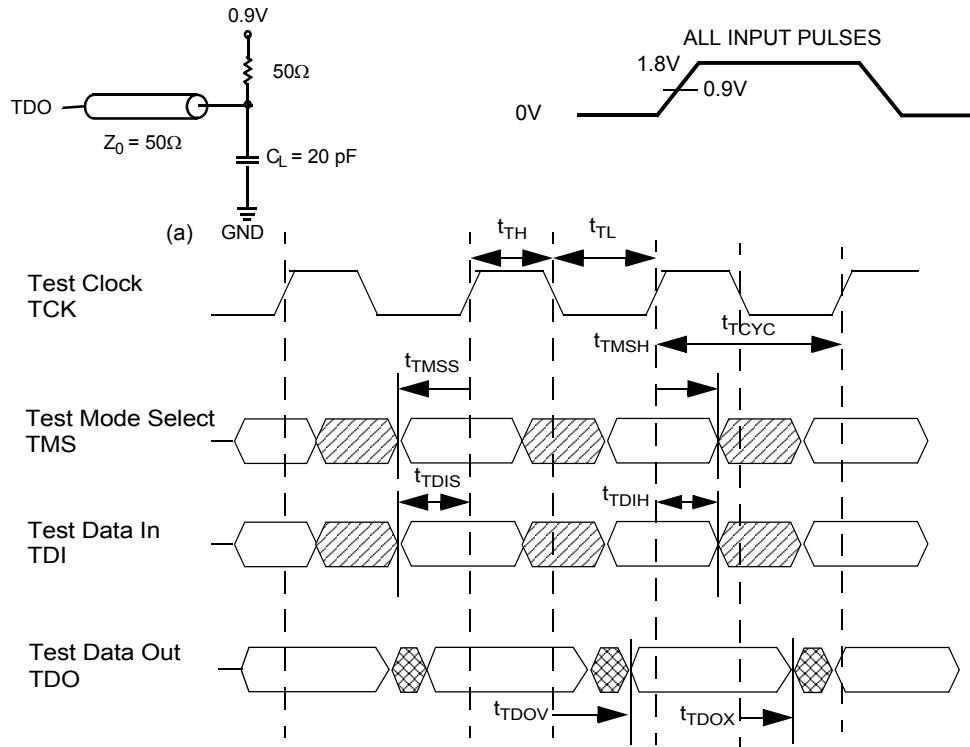 0.9V
50Ω
TDO
Z0 = 50Ω
CL = 20 pF
(a)
GND
ALL INPUT PULSES
1.8V
0.9V
0V
tTH
tTL
Test Clock
TCK
tTMSH
tTCYC
tTMSS
Test Mode Select
TMS
tTDIS
tTDIH
Test Data In
TDI
Test Data Out
TDO
tTDOV
tTDOX